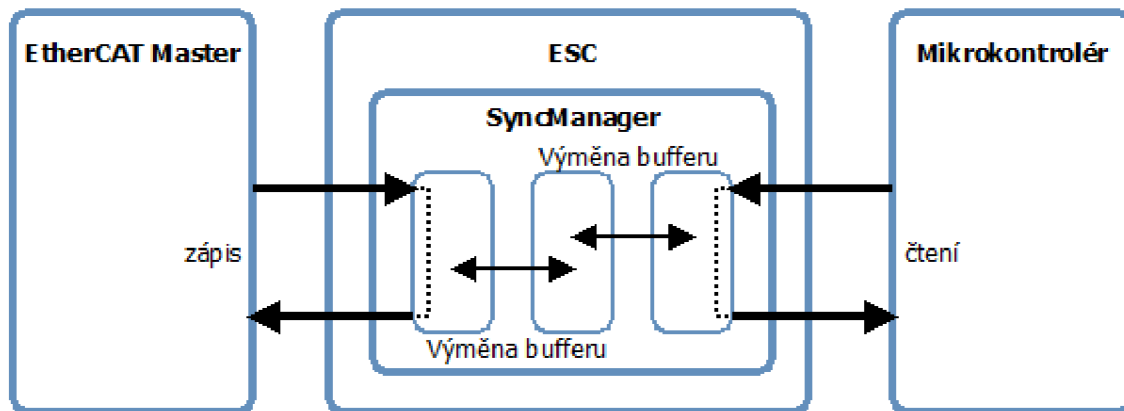 EtherCAT Master
ESC
Mikrokontrolér
SyncManager
Výměna bufferu
zápis
čtení
Výměna bufferu